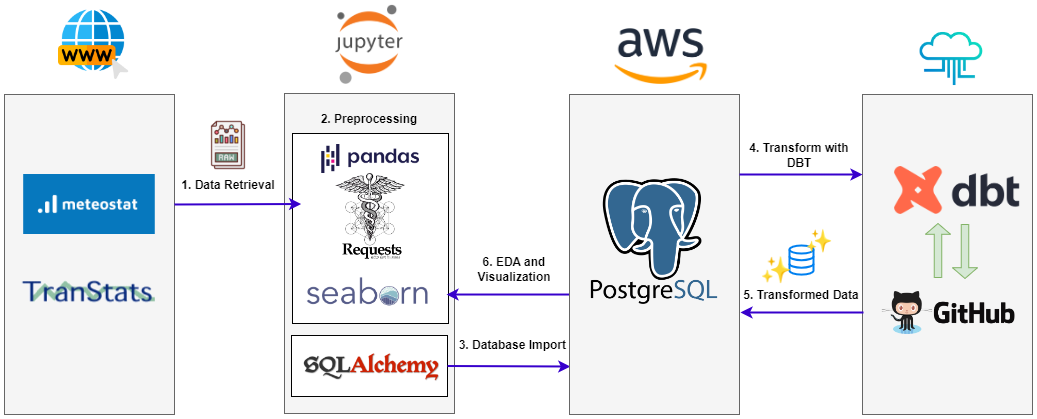 WWW
jupyter
aws
2. Preprocessing
RAW
pandas
4. Transform with
DBT
1. Data Retrieval
meteostat
dbt
Requests
6. EDA and
Visualization
TranStats
seaborn
PostgreSQL
5. Transformed Data
GitHub
3. Database Import
SQLAlchemy